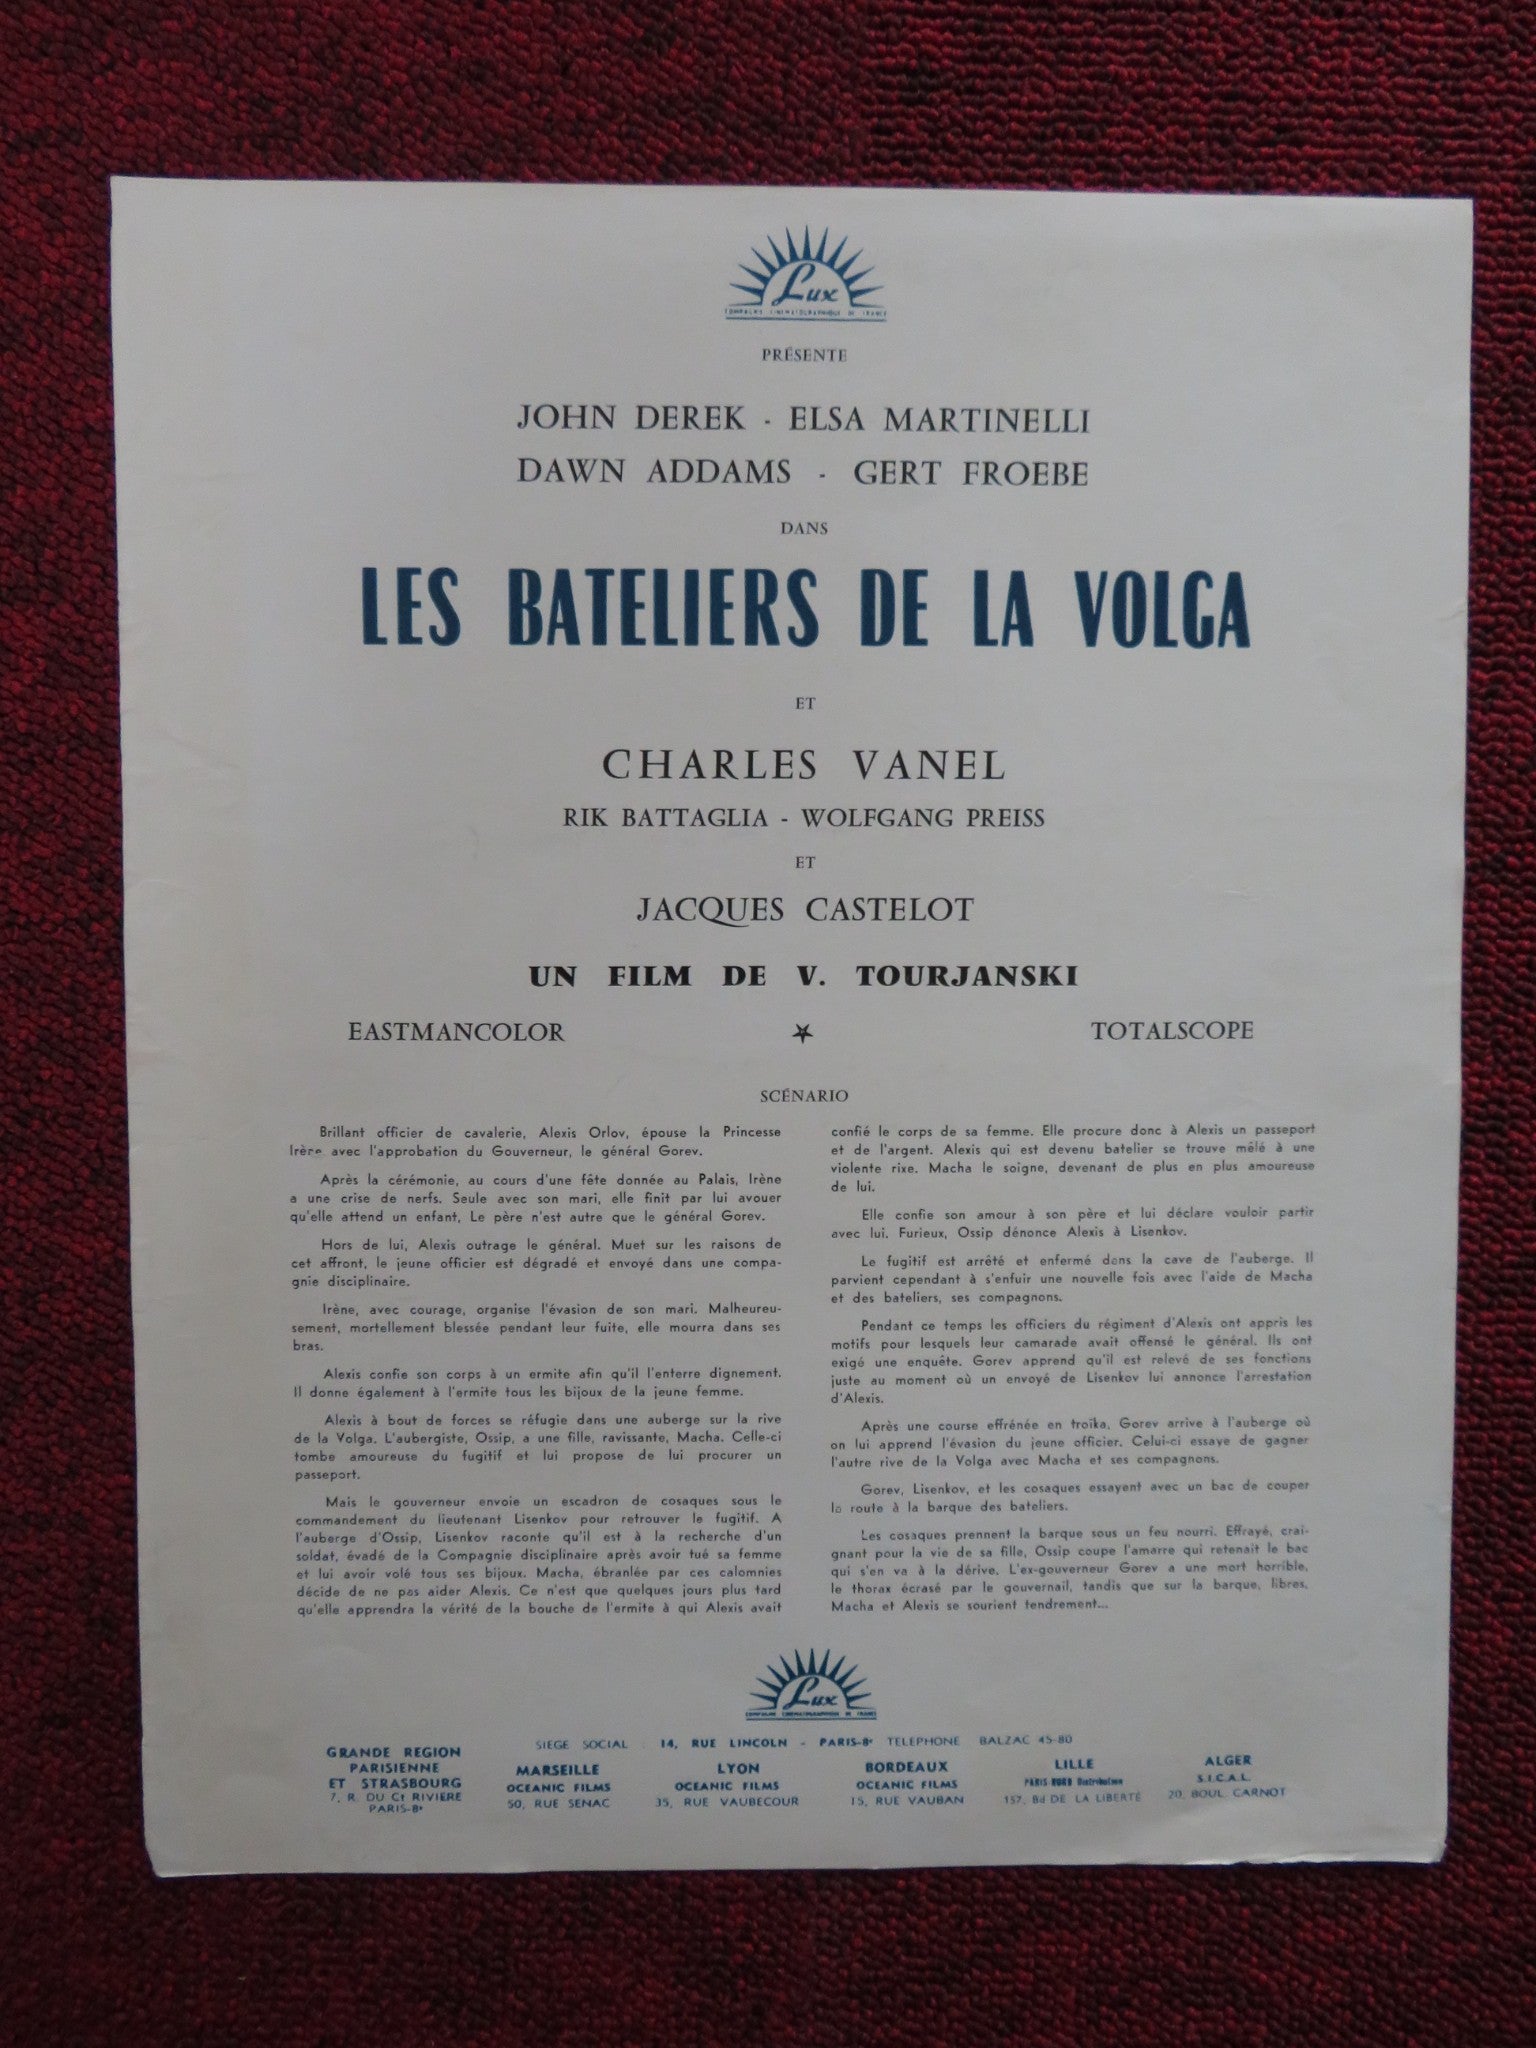 Lux
COMPAGNIE CINEMATOGRAPHIQUE DE FRANCE
PRÉSENTE
JOHN DEREK - ELSA MARTINELLI
DAWN ADDAMS - GERT FROEBE
DANS
LES BATELIERS DE LA VOLGA
ET
CHARLES VANEL
RIK BATTAGLIA - WOLFGANG PREISS
ET
JACQUES CASTELOT
UN FILM DE V. TOURJANSKI
EASTMANCOLOR ★ TOTALSCOPE
SCÉNARIO
Brillant officier de cavalerie, Alexis Orlov, épouse la Princesse
Irène avec l'approbation du Gouverneur, le général Gorev.
Après la cérémonie, au cours d'une fête donnée au Palais, Irène
a une crise de nerfs. Seule avec son mari, elle finit par lui avouer
qu'elle attend un enfant, Le père n'est autre que le général Gorev.
Hors de lui, Alexis outrage le général. Muet sur les raisons de
cet affront, le jeune officier est dégradé et envoyé dans une compa-
gnie disciplinaire.
Irène, avec courage, organise l'évasion de son mari. Malheureu-
sement, mortellement blessée pendant leur fuite, elle mourra dans ses
bras.
Alexis confie son corps à un ermite afin qu'il l'enterre dignement.
Il donne également à l'ermite tous les bijoux de la jeune femme.
Alexis à bout de forces se réfugie dans une auberge sur la rive
de la Volga. L'aubergiste, Ossip, a une fille, ravissante, Macha. Celle-ci
tombe amoureuse du fugitif et lui propose de lui procurer un
passeport.
Mais le gouverneur envoie un escadron de cosaques sous le
commandement du lieutenant Lisenkov pour retrouver le fugitif. A
l'auberge d'Ossip, Lisenkov raconte qu'il est à la recherche d'un
soldat, évadé de la Compagnie disciplinaire après avoir tué sa femme
et lui avoir volé tous ses bijoux. Macha, ébranlée par ces calomnies
décide de ne pas aider Alexis. Ce n'est que quelques jours plus tard
qu'elle apprendra la vérité de la bouche de l'ermite à qui Alexis avait
confié le corps de sa femme. Elle procure donc à Alexis un passeport
et de l'argent. Alexis qui est devenu batelier se trouve mêlé à une
violente rixe. Macha le soigne, devenant de plus en plus amoureuse
de lui.
Elle confie son amour à son père et lui déclare vouloir partir
avec lui. Furieux, Ossip dénonce Alexis à Lisenkov.
Le fugitif est arrêté et enfermé dans la cave de l'auberge. Il
parvient cependant à s'enfuir une nouvelle fois avec l'aide de Macha
et des bateliers, ses compagnons.
Pendant ce temps les officiers du régiment d'Alexis ont appris les
motifs pour lesquels leur camarade avait offensé le général. Ils ont
exigé une enquête. Gorev apprend qu'il est relevé de ses fonctions
juste au moment où un envoyé de Lisenkov lui annonce l'arrestation
d'Alexis.
Après une course effrénée en troïka, Gorev arrive à l'auberge où
on lui apprend l'évasion du jeune officier. Celui-ci essaye de gagner
l'autre rive de la Volga avec Macha et ses compagnons.
Gorev, Lisenkov, et les cosaques essayent avec un bac de couper
la route à la barque des bateliers.
Les cosaques prennent la barque sous un feu nourri. Effrayé, crai-
gnant pour la vie de sa fille, Ossip coupe l'amarre qui retenait le bac
qui s'en va à la dérive. L'ex-gouverneur Gorev a une mort horrible,
le thorax écrasé par le gouvernail, tandis que sur la barque, libres,
Macha et Alexis se sourient tendrement...
Lux
COMPAGNIE CINEMATOGRAPHIQUE DE FRANCE
SIEGE SOCIAL : 14, RUE LINCOLN - PARIS-8e TELEPHONE BALZAC 45-80
GRANDE REGION
PARISIENNE
ET STRASBOURG
7, R. DU Ct RIVIERE
PARIS-8e
MARSEILLE
OCEANIC FILMS
50, RUE SENAC
LYON
OCEANIC FILMS
35, RUE VAUBECOUR
BORDEAUX
OCEANIC FILMS
15, RUE VAUBAN
LILLE
PARIS-NORD Distribution
157, Bd DE LA LIBERTÉ
ALGER
S.I.C.A.L.
20, BOUL. CARNOT